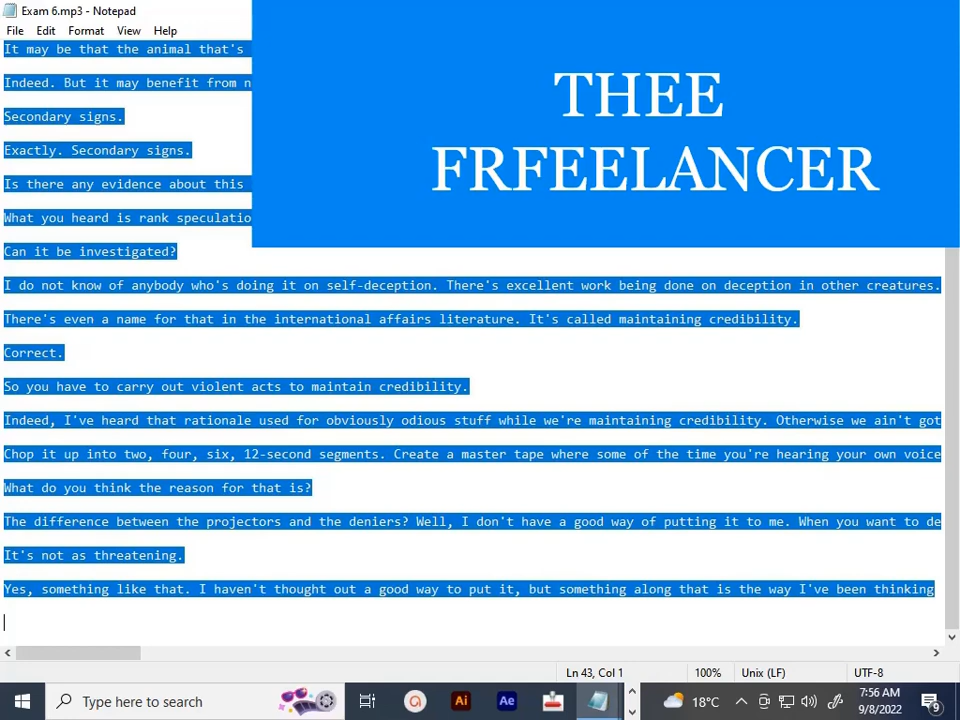 Exam 6.mp3 - Notepad
File Edit Format View Help
THEE
FRFEELANCER
It may be that the animal that's
Indeed. But it may benefit from n
Secondary signs.
Exactly. Secondary signs.
Is there any evidence about this
What you heard is rank speculatio
Can it be investigated?
I do not know of anybody who's doing it on self-deception. There's excellent work being done on deception in other creatures.
There's even a name for that in the international affairs literature. It's called maintaining credibility.
Correct.
So you have to carry out violent acts to maintain credibility.
Indeed, I've heard that rationale used for obviously odious stuff while we're maintaining credibility. Otherwise we ain't got
Chop it up into two, four, six, 12-second segments. Create a master tape where some of the time you're hearing your own voice
What do you think the reason for that is?
The difference between the projectors and the deniers? Well, I don't have a good way of putting it to me. When you want to de
It's not as threatening.
Yes, something like that. I haven't thought out a good way to put it, but something along that is the way I've been thinking
Ln 43, Col 1 100% Unix (LF) UTF-8
Type here to search Ai Ae 18°C 7:56 AM
9/8/2022 9